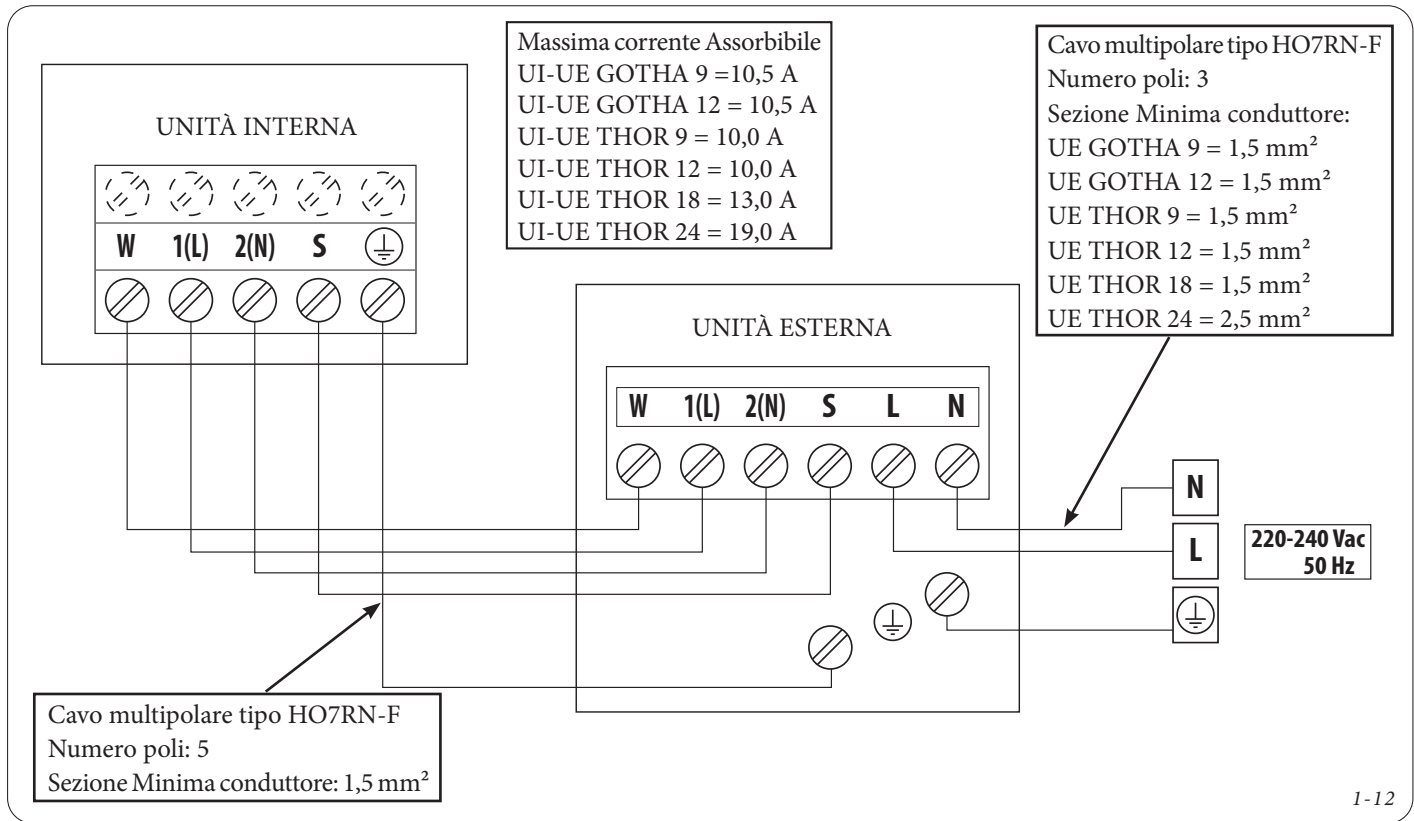 Massima corrente Assorbibile
UI-UE GOTHA 9 =10,5 A
UI-UE GOTHA 12 = 10,5 A
UI-UE THOR 9 = 10,0 A
UI-UE THOR 12 = 10,0 A
UI-UE THOR 18 = 13,0 A
UI-UE THOR 24 = 19,0 A
Cavo multipolare tipo HO7RN-F
Numero poli: 3
Sezione Minima conduttore:
UE GOTHA 9 = 1,5 mm²
UE GOTHA 12 = 1,5 mm²
UE THOR 9 = 1,5 mm²
UE THOR 12 = 1,5 mm²
UE THOR 18 = 1,5 mm²
UE THOR 24 = 2,5 mm²
UNITÀ INTERNA
W 1(L) 2(N) S
UNITÀ ESTERNA
W 1(L) 2(N) S L N
N
L
220-240 Vac
50 Hz
Cavo multipolare tipo HO7RN-F
Numero poli: 5
Sezione Minima conduttore: 1,5 mm²
1-12